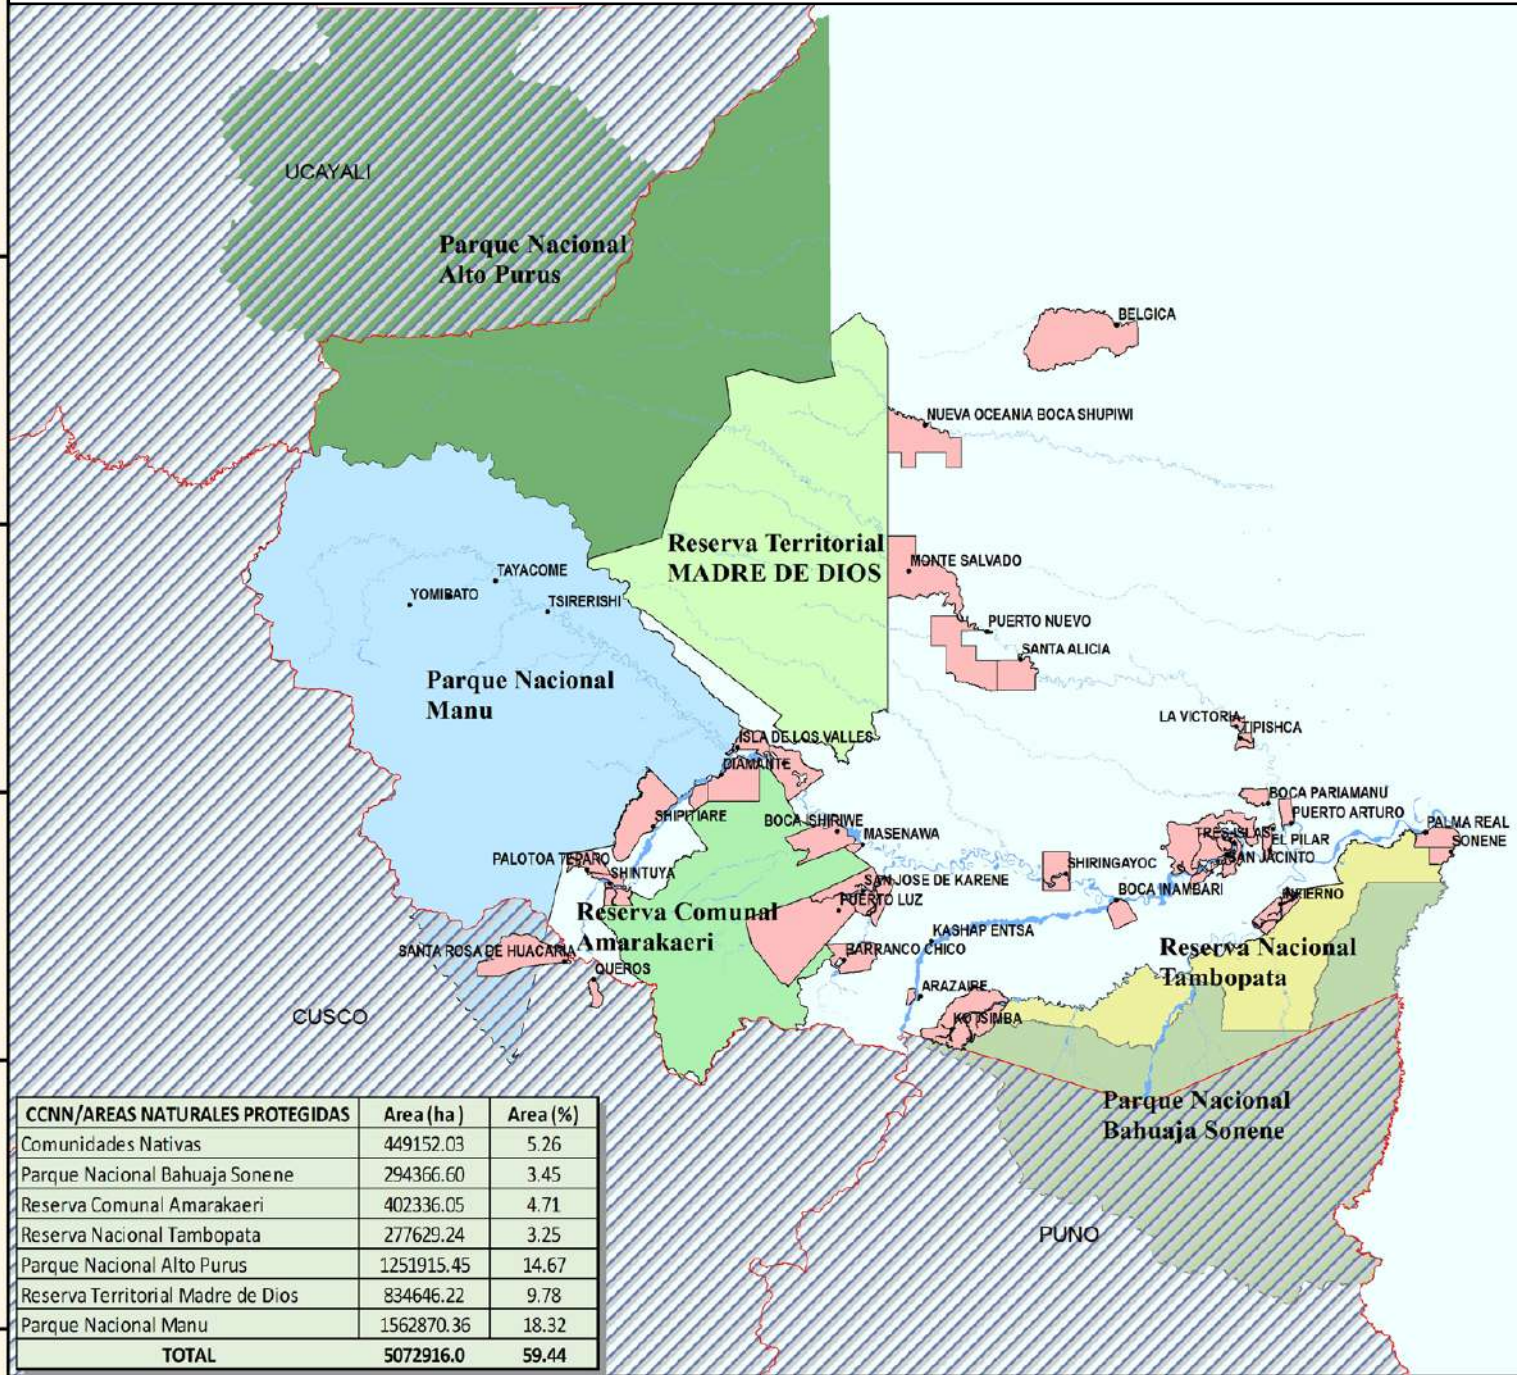 UCAYALI
Parque Nacional
Alto Purus
BELGICA
NUEVA OCEANIA BOCA SHUPIWI
Reserva Territorial
MADRE DE DIOS
MONTE SALVADO
TAYACOME
YOMIBATO
TSIRERISHI
PUERTO NUEVO
SANTA ALICIA
Parque Nacional
Manu
LA VICTORIA
TIPISHCA
ISLA DE LOS VALLES
DIAMANTE
BOCA PARIAMANU
SHIPITIARE
BOCA ISHIRIWE
MASENAWA
PUERTO ARTURO
PALMA REAL
TRES ISLAS
EL PILAR
SONENE
SAN JACINTO
PALOTOA TEPARO
SHINTUYA
SHIRINGAYOC
SAN JOSE DE KARENE
BOCA INAMBARI
INFIERNO
PUERTO LUZ
Reserva Comunal
Amarakaeri
KASHAP ENTSA
BARRANCO CHICO
Reserva Nacional
Tambopata
SANTA ROSA DE HUACARIA
QUEROS
ARAZAIRE
KOTSIMBA
CUSCO
Parque Nacional
Bahuaja Sonene
PUNO
CCNN/AREAS NATURALES PROTEGIDAS Area (ha) Area (%)
Comunidades Nativas 449152.03 5.26
Parque Nacional Bahuaja Sonene 294366.60 3.45
Reserva Comunal Amarakaeri 402336.05 4.71
Reserva Nacional Tambopata 277629.24 3.25
Parque Nacional Alto Purus 1251915.45 14.67
Reserva Territorial Madre de Dios 834646.22 9.78
Parque Nacional Manu 1562870.36 18.32
TOTAL 5072916.0 59.44